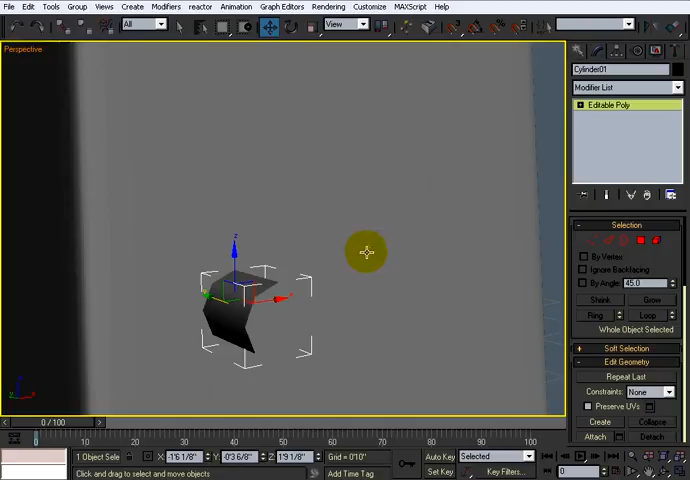 File Edit Tools Group Views Create Modifiers reactor Animation Graph Editors Rendering Customize MAXScript Help
All View
Perspective
Cylinder01
Modifier List
Editable Poly
Selection
By Vertex
Ignore Backfacing
By Angle: 45.0
Shrink Grow
Ring Loop
Whole Object Selected
Soft Selection
Edit Geometry
Repeat Last
Constraints: None
Preserve UVs
Create Collapse
Attach Detach
z
x
z
x
0 / 100
0 10 20 30 40 50 60 70 80 90 100
1 Object Sele X: -1'6 1/8" Y: -0'3 6/8" Z: 1'9 1/8" Grid = 0'10" Auto Key Selected
Click and drag to select and move objects Add Time Tag Set Key Key Filters... 0